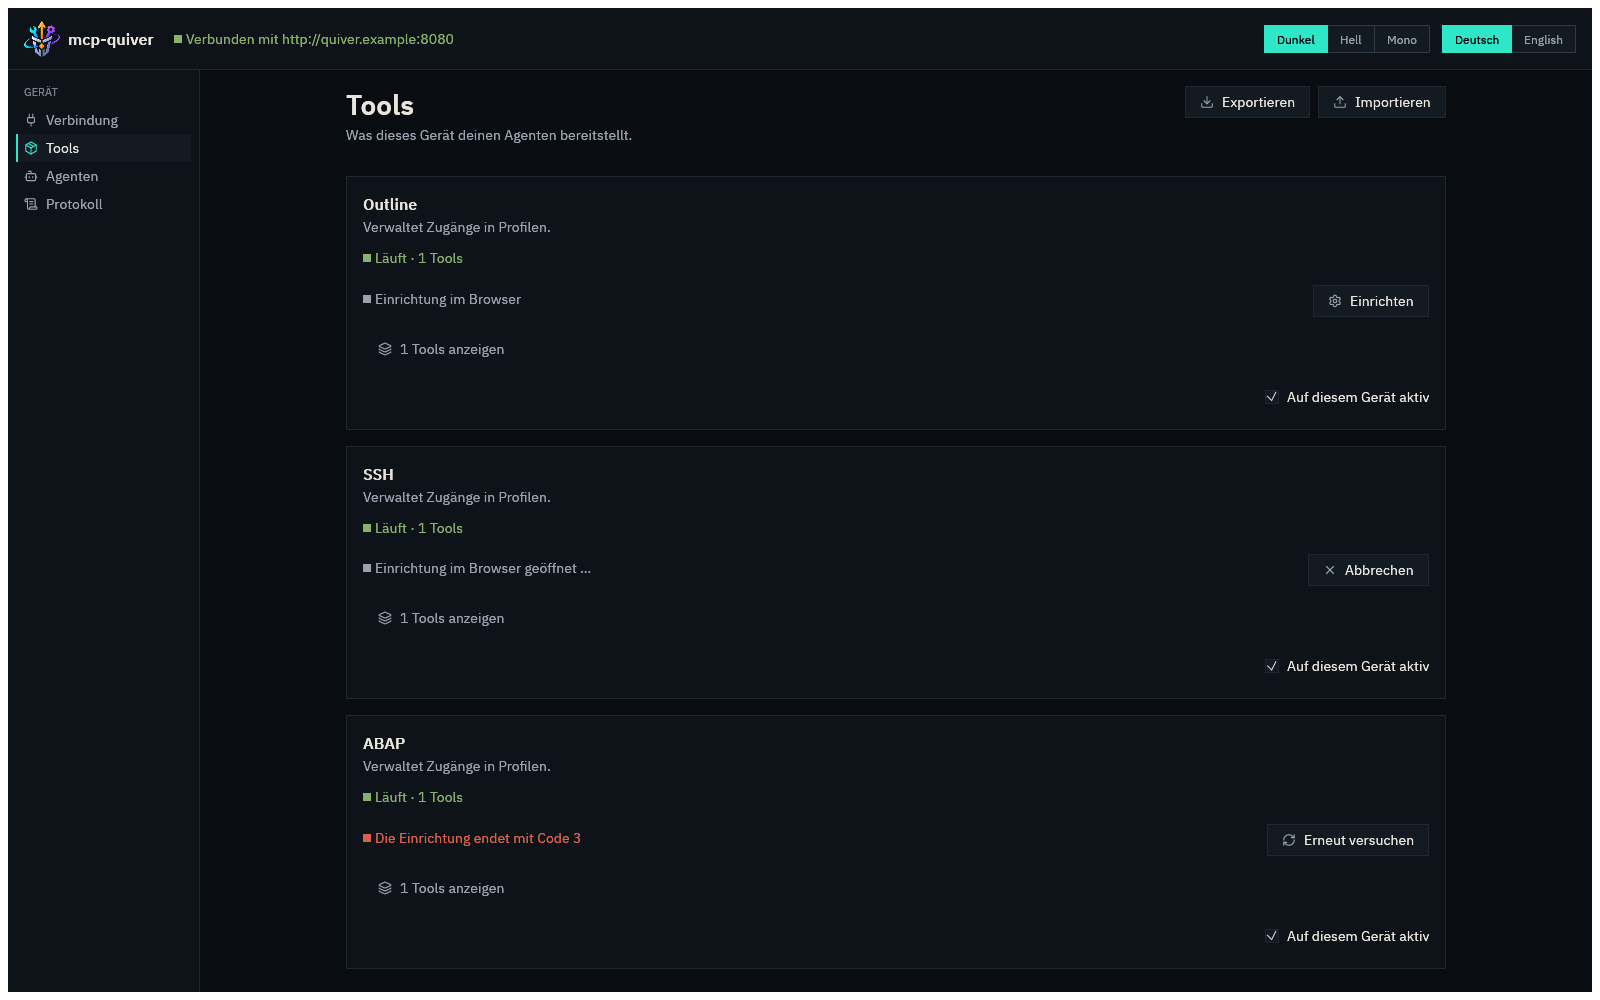 mcp-quiver
Verbunden mit http://quiver.example:8080
Dunkel
Hell
Mono
Deutsch
English
GERÄT
Verbindung
Tools
Agenten
Protokoll
Tools
Was dieses Gerät deinen Agenten bereitstellt.
Exportieren
Importieren
Outline
Verwaltet Zugänge in Profilen.
Läuft · 1 Tools
Einrichtung im Browser
Einrichten
1 Tools anzeigen
Auf diesem Gerät aktiv
SSH
Verwaltet Zugänge in Profilen.
Läuft · 1 Tools
Einrichtung im Browser geöffnet ...
Abbrechen
1 Tools anzeigen
Auf diesem Gerät aktiv
ABAP
Verwaltet Zugänge in Profilen.
Läuft · 1 Tools
Die Einrichtung endet mit Code 3
Erneut versuchen
1 Tools anzeigen
Auf diesem Gerät aktiv